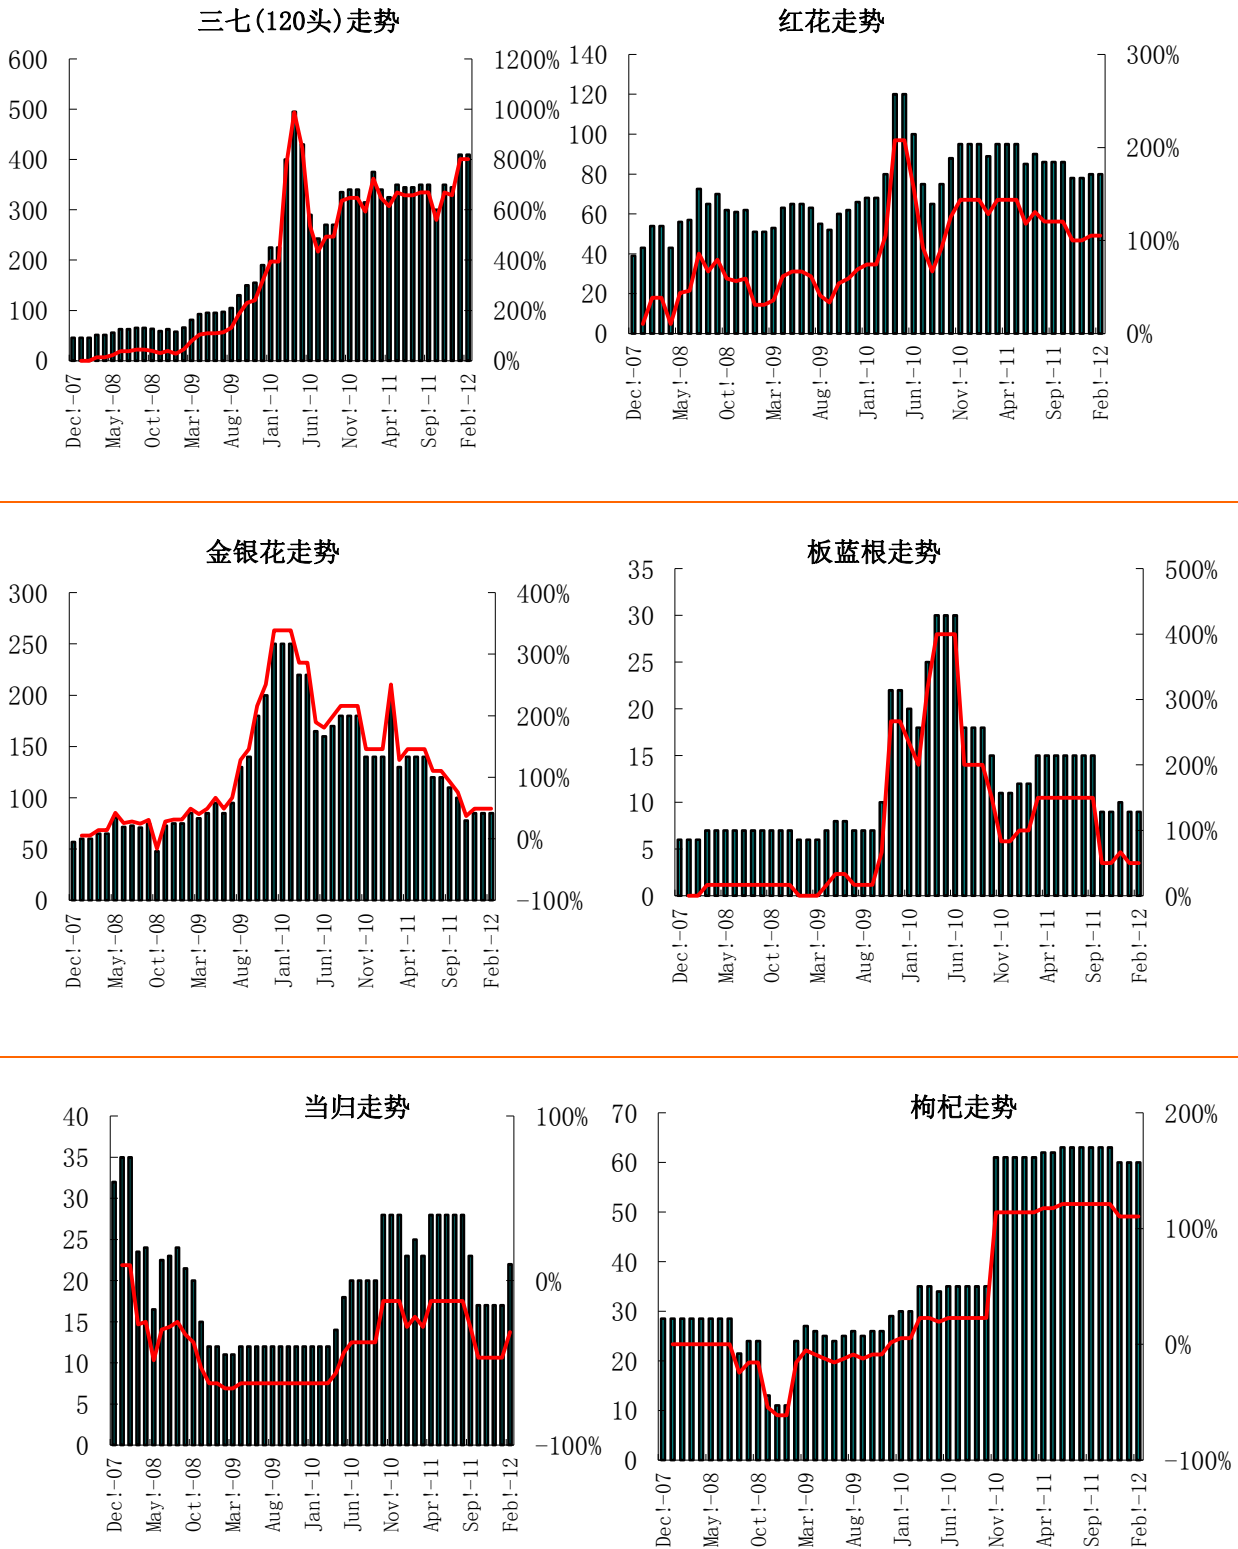 三七(120头)走势
600
500
400
300
200
100
0
1200%
1000%
800%
600%
400%
200%
0%
Dec!-07
May!-08
Oct!-08
Mar!-09
Aug!-09
Jan!-10
Jun!-10
Nov!-10
Apr!-11
Sep!-11
Feb!-12
红花走势
140
120
100
80
60
40
20
0
300%
200%
100%
0%
Dec!-07
May!-08
Oct!-08
Mar!-09
Aug!-09
Jan!-10
Jun!-10
Nov!-10
Apr!-11
Sep!-11
Feb!-12
金银花走势
300
250
200
150
100
50
0
400%
300%
200%
100%
0%
-100%
Dec!-07
May!-08
Oct!-08
Mar!-09
Aug!-09
Jan!-10
Jun!-10
Nov!-10
Apr!-11
Sep!-11
Feb!-12
板蓝根走势
35
30
25
20
15
10
5
0
500%
400%
300%
200%
100%
0%
Dec!-07
May!-08
Oct!-08
Mar!-09
Aug!-09
Jan!-10
Jun!-10
Nov!-10
Apr!-11
Sep!-11
Feb!-12
当归走势
40
35
30
25
20
15
10
5
0
100%
0%
-100%
Dec!-07
May!-08
Oct!-08
Mar!-09
Aug!-09
Jan!-10
Jun!-10
Nov!-10
Apr!-11
Sep!-11
Feb!-12
枸杞走势
70
60
50
40
30
20
10
0
200%
100%
0%
-100%
Dec!-07
May!-08
Oct!-08
Mar!-09
Aug!-09
Jan!-10
Jun!-10
Nov!-10
Apr!-11
Sep!-11
Feb!-12